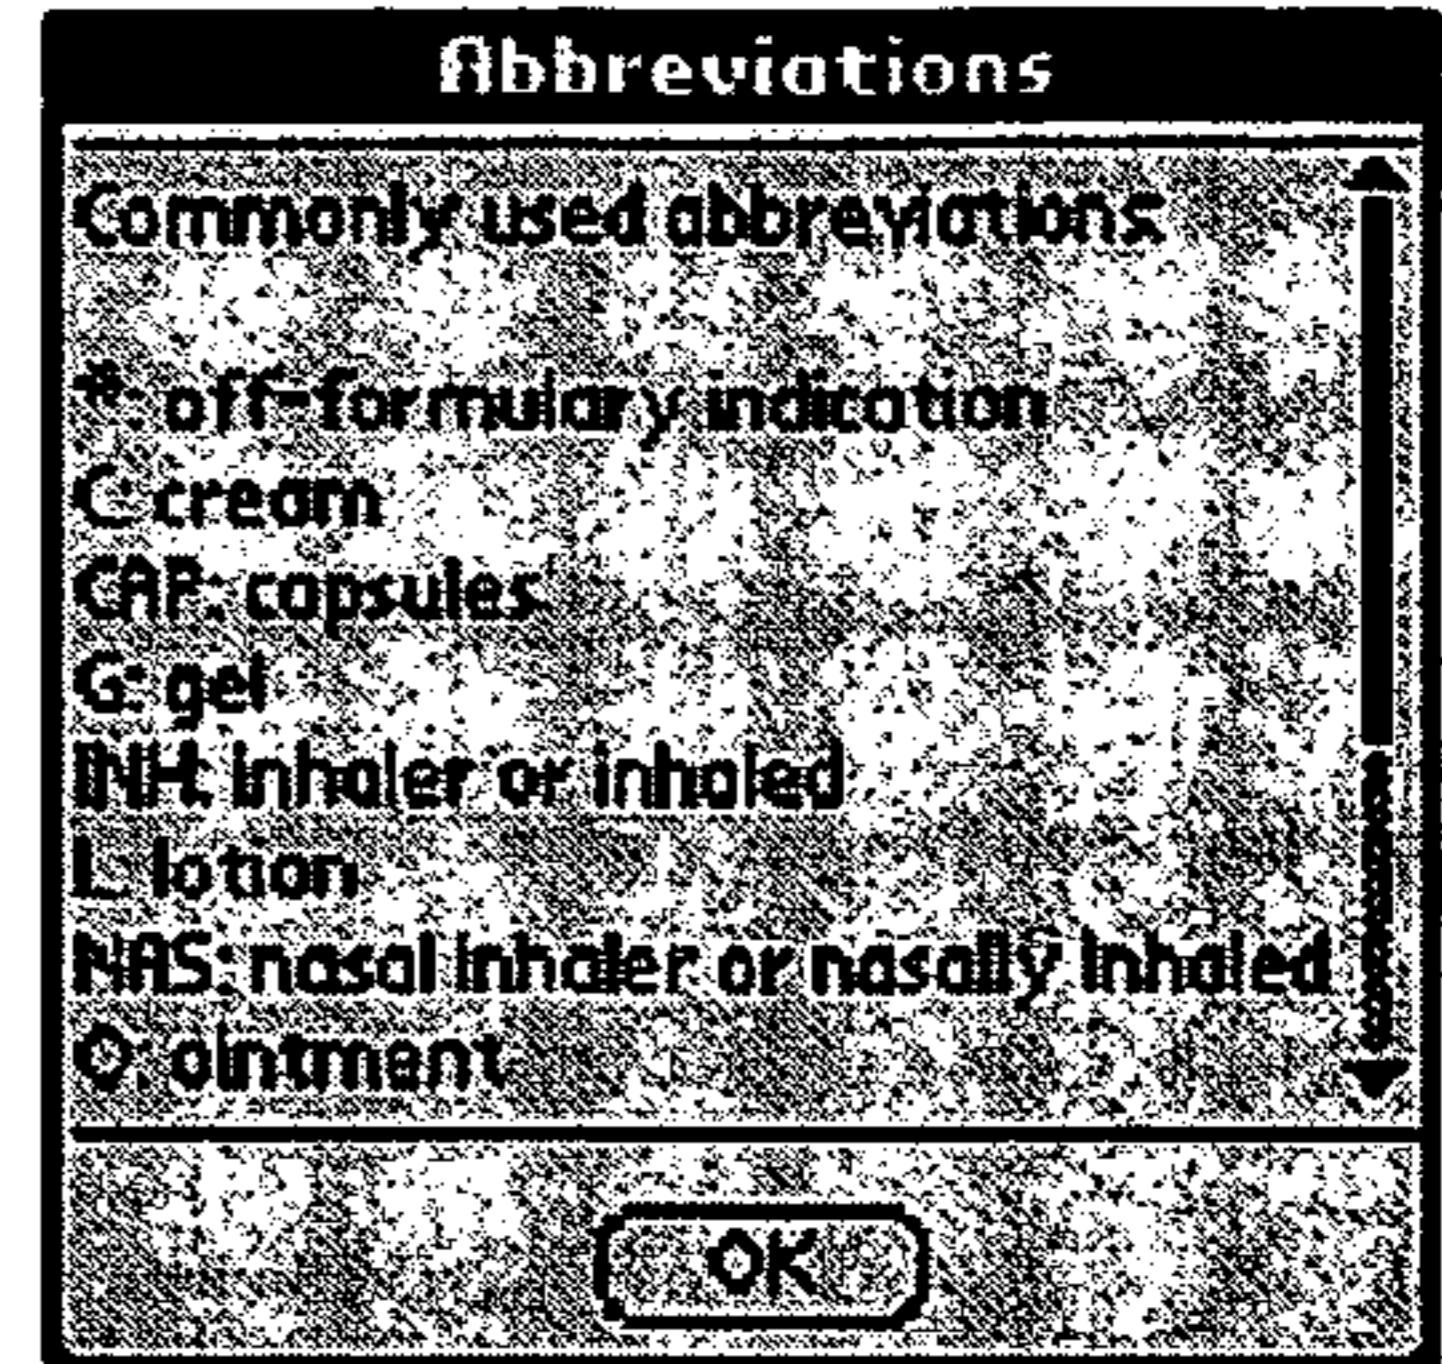 Abbreviations
Commonly used abbreviations
*: off-formulary indication
C: cream
CAP: capsules
G: gel
INH: inhaler or inhaled
L: lotion
NAS: nasal inhaler or nasally inhaled
O: ointment
OK